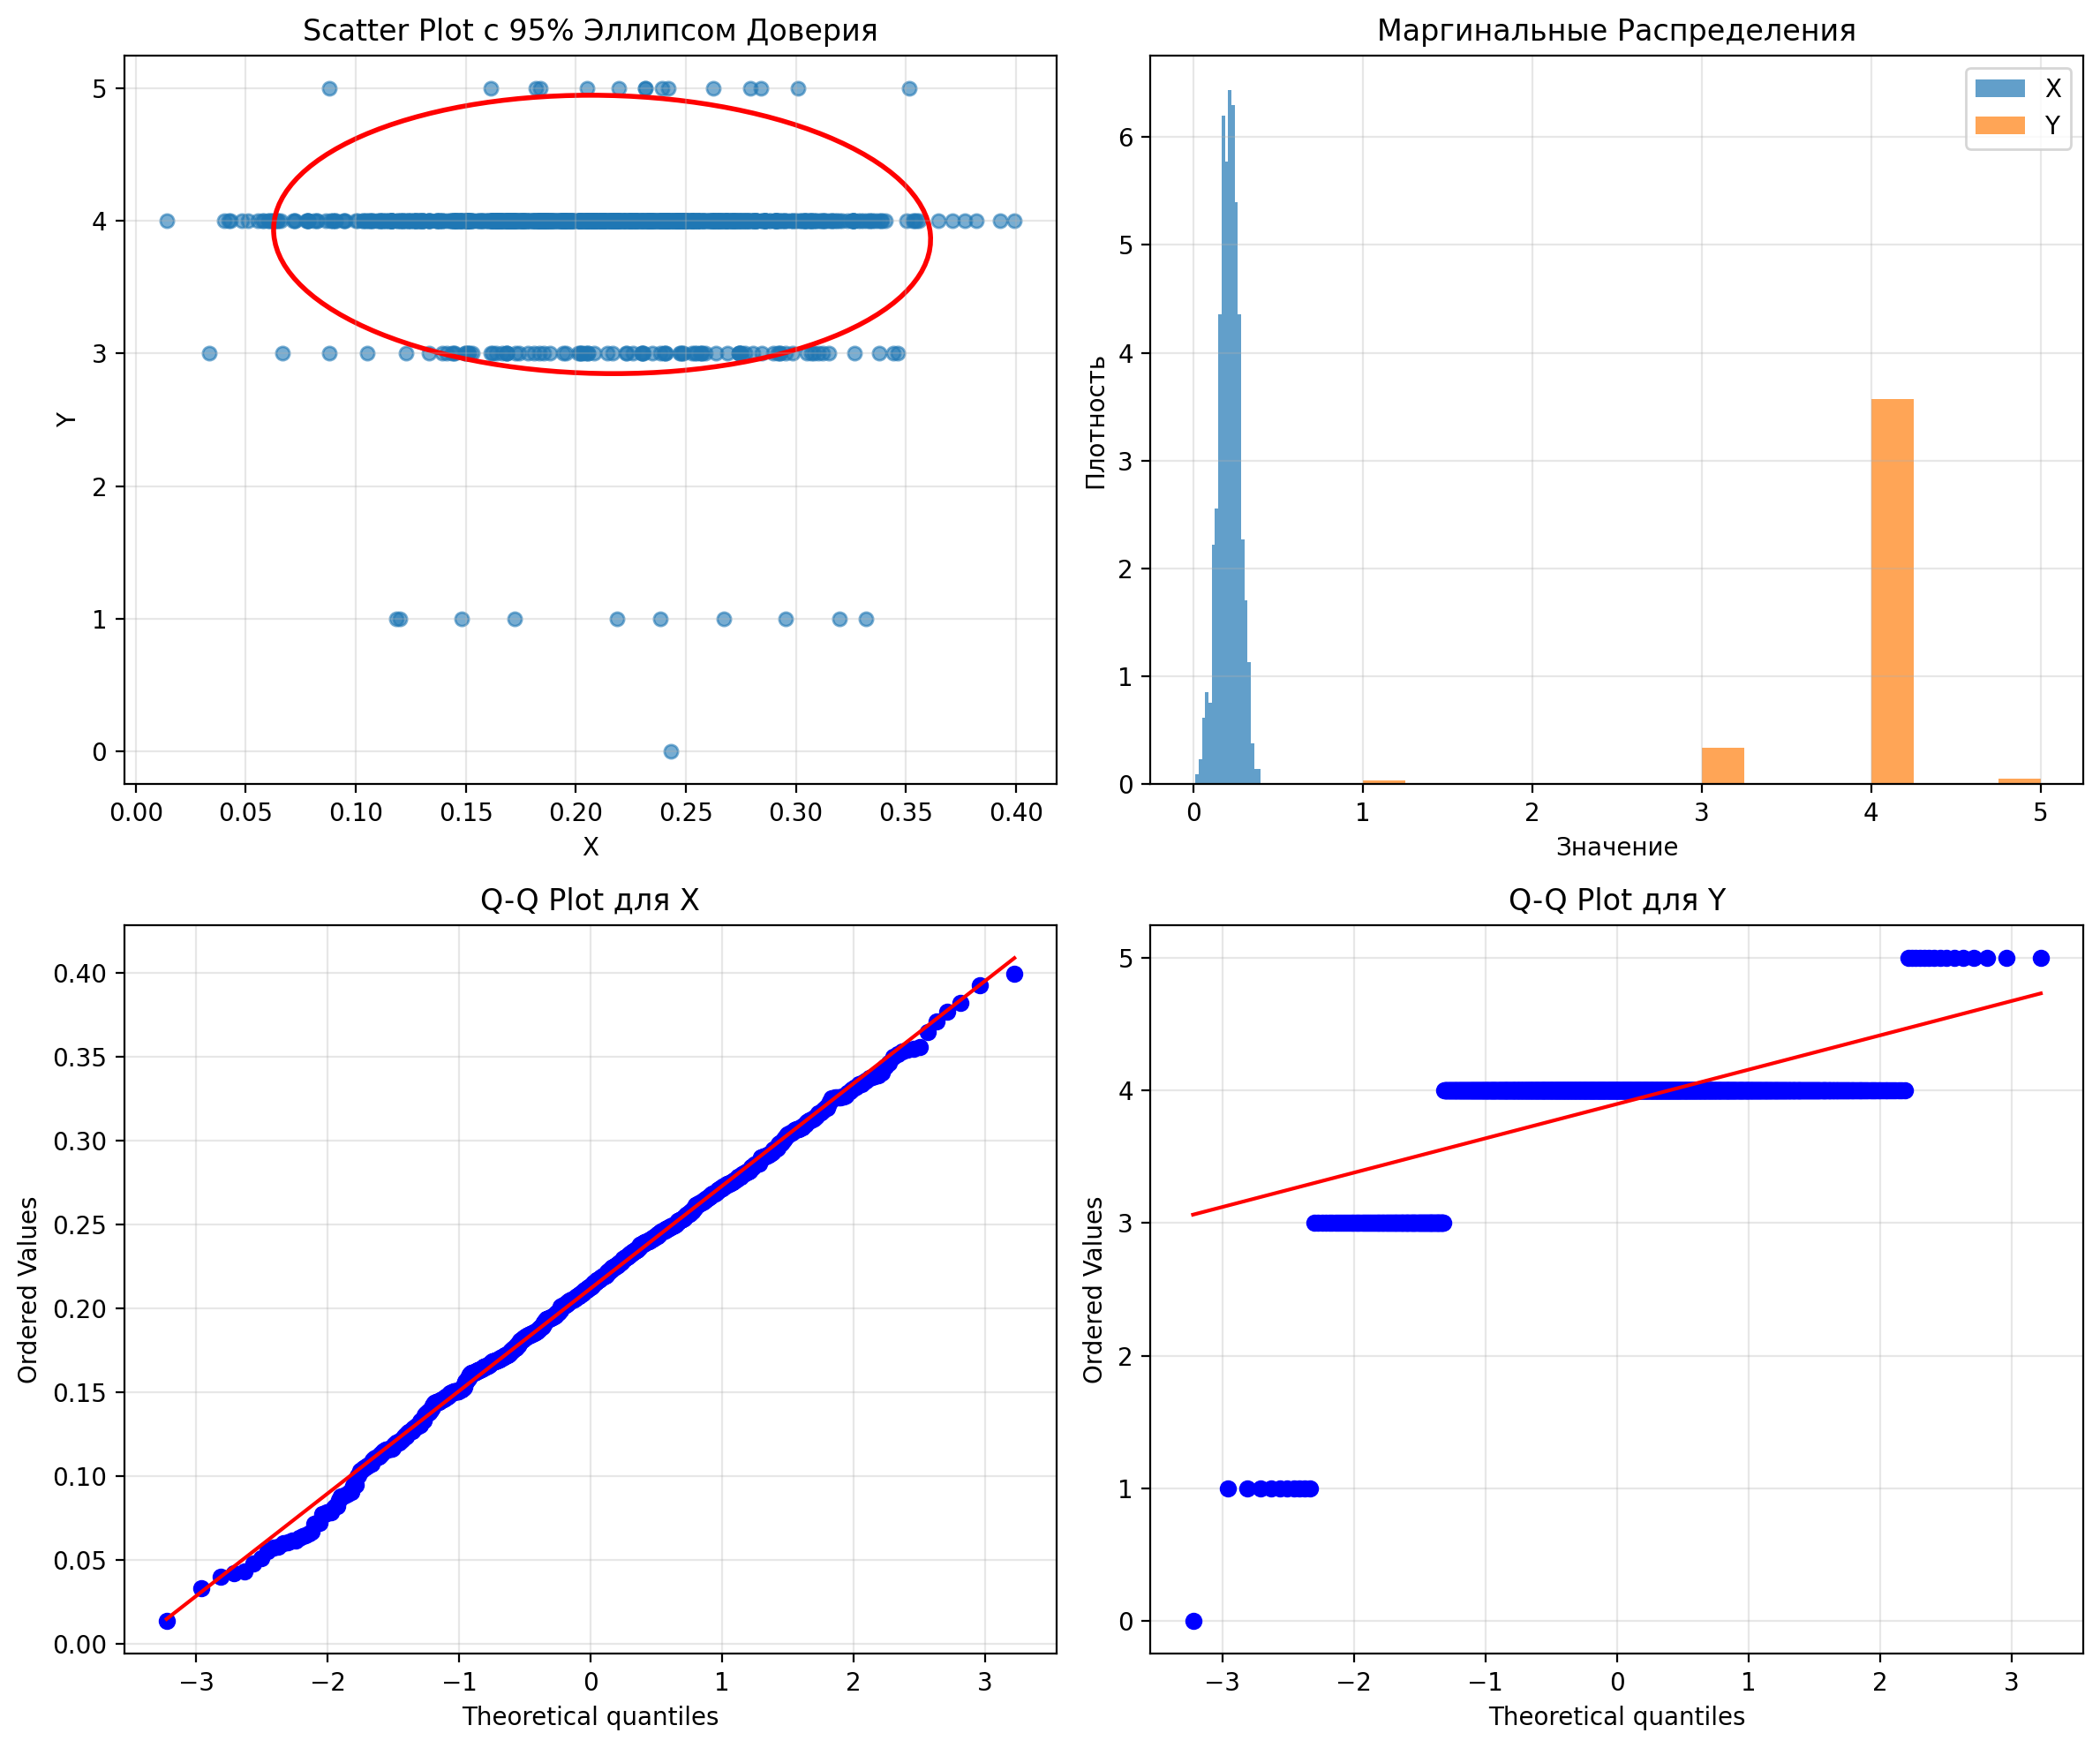 Scatter Plot с 95% Эллипсом Доверия
5
4
3
2
1
0
Y
0.00 0.05 0.10 0.15 0.20 0.25 0.30 0.35 0.40
X
Маргинальные Распределения
X
Y
6
5
4
3
2
1
0
Плотность
0 1 2 3 4 5
Значение
Q-Q Plot для X
0.40
0.35
0.30
0.25
0.20
0.15
0.10
0.05
0.00
Ordered Values
−3 −2 −1 0 1 2 3
Theoretical quantiles
Q-Q Plot для Y
5
4
3
2
1
0
Ordered Values
−3 −2 −1 0 1 2 3
Theoretical quantiles